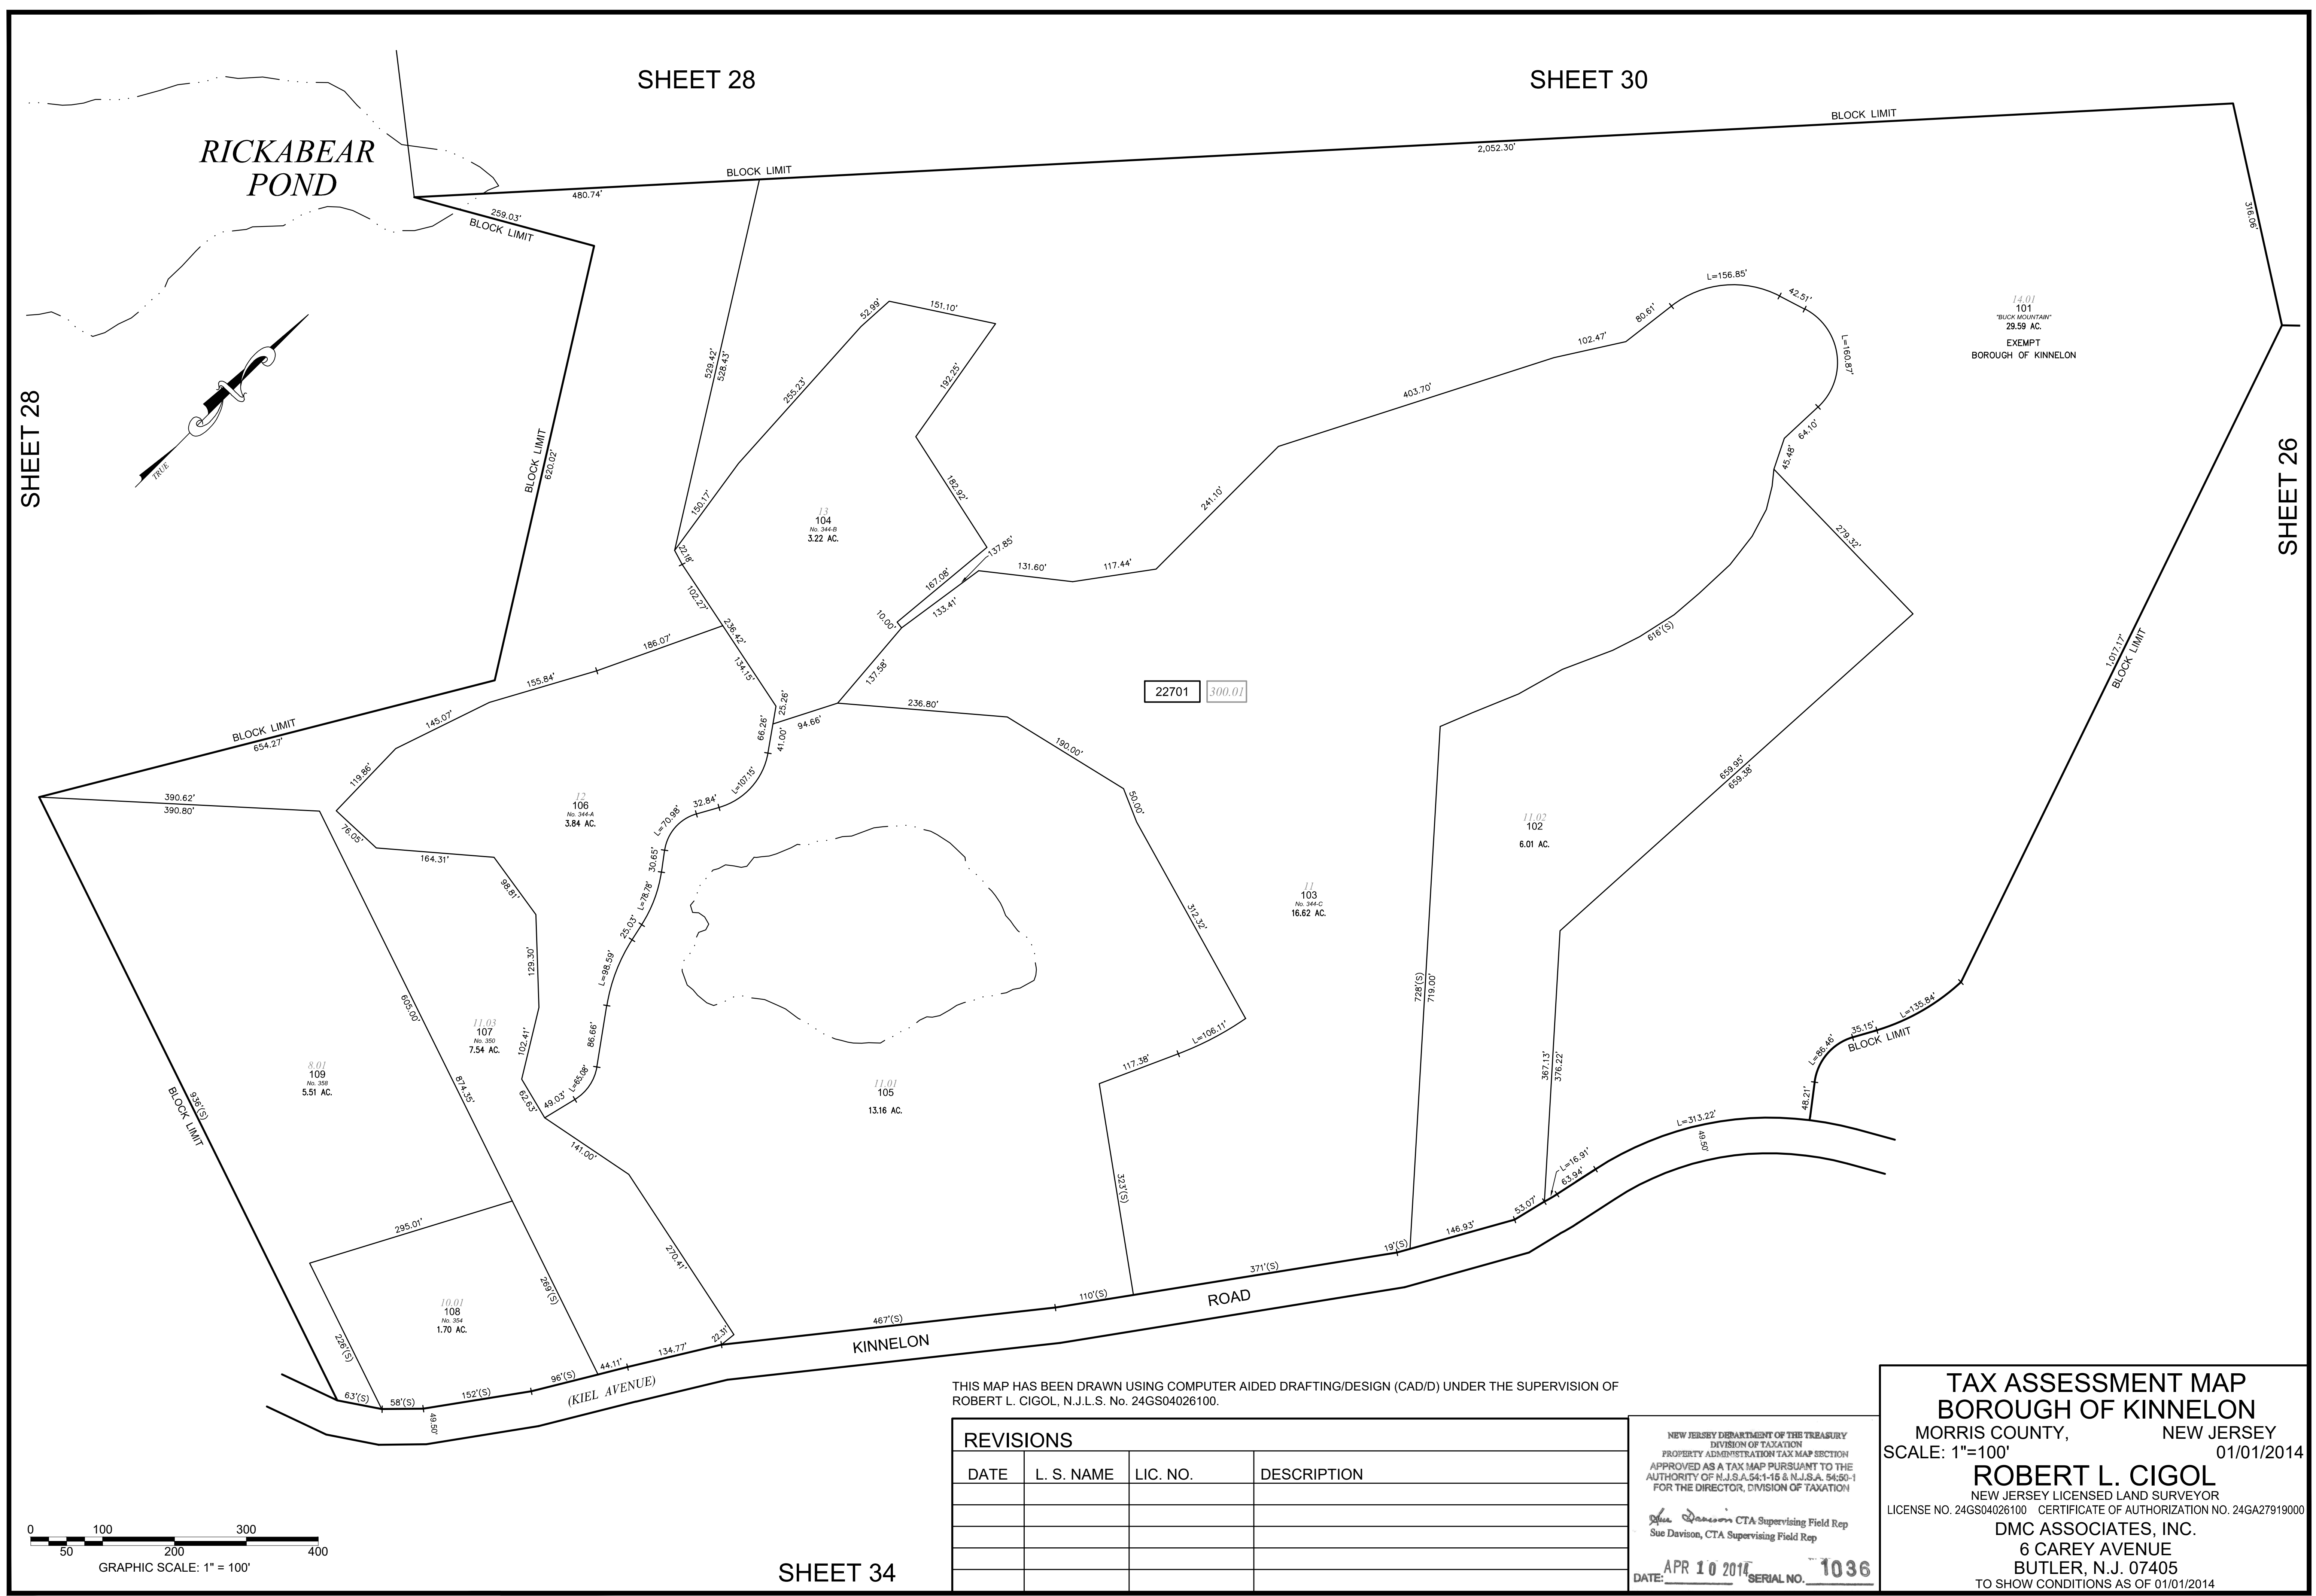 SHEET 28
SHEET 30
BLOCK LIMIT
2,052.30'
RICKABEAR
POND
BLOCK LIMIT
480.74'
259.03'
BLOCK LIMIT
316.06'
L=156.85'
42.51'
80.61'
14.01
101
"BUCK MOUNTAIN"
29.59 AC.
EXEMPT
BOROUGH OF KINNELON
52.99'
151.10'
102.47'
L=160.87'
529.42'
528.43'
255.23'
192.25'
403.70'
64.10'
45.48'
SHEET 28
TRUE
BLOCK LIMIT
620.02'
SHEET 26
150.17'
182.92'
241.10'
13
104
No. 344-B
3.22 AC.
279.32'
22.18'
137.85'
167.08'
131.60'
117.44'
102.27'
133.41'
10.00'
236.42'
186.07'
134.15'
137.58'
616'(S)
1,017.17'
BLOCK LIMIT
155.84'
25.26'
22701
300.01
145.07'
66.26'
94.66'
236.80'
41.00'
BLOCK LIMIT
654.27'
190.00'
119.86'
L=107.15'
659.95'
659.38'
390.62'
390.80'
12
106
No. 344-A
3.84 AC.
32.84'
50.00'
L=70.98'
76.05'
11.02
102
6.01 AC.
164.31'
30.65'
98.81'
L=78.78'
11
103
No. 344-C
16.62 AC.
25.03'
312.32'
129.30'
L=98.59'
728'(S)
719.00'
605.00'
L=135.84'
11.03
107
No. 350
7.54 AC.
86.66'
102.41'
L=106.11'
117.38'
35.15'
BLOCK LIMIT
L=86.46'
367.13'
376.22'
8.01
109
No. 358
5.51 AC.
936'(S)
BLOCK LIMIT
874.35'
L=65.08'
49.03'
62.63'
11.01
105
13.16 AC.
48.21'
L=313.22'
49.50'
141.00'
L=16.91'
63.94'
323'(S)
53.07'
295.01'
146.93'
270.41'
19'(S)
371'(S)
269'(S)
110'(S)
ROAD
10.01
108
No. 354
1.70 AC.
226'(S)
467'(S)
22.31'
134.77'
KINNELON
44.11'
96'(S)
(KIEL AVENUE)
63'(S)
58'(S)
152'(S)
49.50'
THIS MAP HAS BEEN DRAWN USING COMPUTER AIDED DRAFTING/DESIGN (CAD/D) UNDER THE SUPERVISION OF
ROBERT L. CIGOL, N.J.L.S. No. 24GS04026100.
REVISIONS
DATE L. S. NAME LIC. NO. DESCRIPTION
NEW JERSEY DEPARTMENT OF THE TREASURY
DIVISION OF TAXATION
PROPERTY ADMINISTRATION TAX MAP SECTION
APPROVED AS A TAX MAP PURSUANT TO THE
AUTHORITY OF N.J.S.A.54:1-15 & N.J.S.A. 54:50-1
FOR THE DIRECTOR, DIVISION OF TAXATION
Sue Davison CTA Supervising Field Rep
Sue Davison, CTA Supervising Field Rep
DATE: APR 10 2014 SERIAL NO. 1036
TAX ASSESSMENT MAP
BOROUGH OF KINNELON
MORRIS COUNTY, NEW JERSEY
SCALE: 1"=100' 01/01/2014
ROBERT L. CIGOL
NEW JERSEY LICENSED LAND SURVEYOR
LICENSE NO. 24GS04026100 CERTIFICATE OF AUTHORIZATION NO. 24GA27919000
DMC ASSOCIATES, INC.
6 CAREY AVENUE
BUTLER, N.J. 07405
TO SHOW CONDITIONS AS OF 01/01/2014
0 100 300
50 200 400
GRAPHIC SCALE: 1" = 100'
SHEET 34